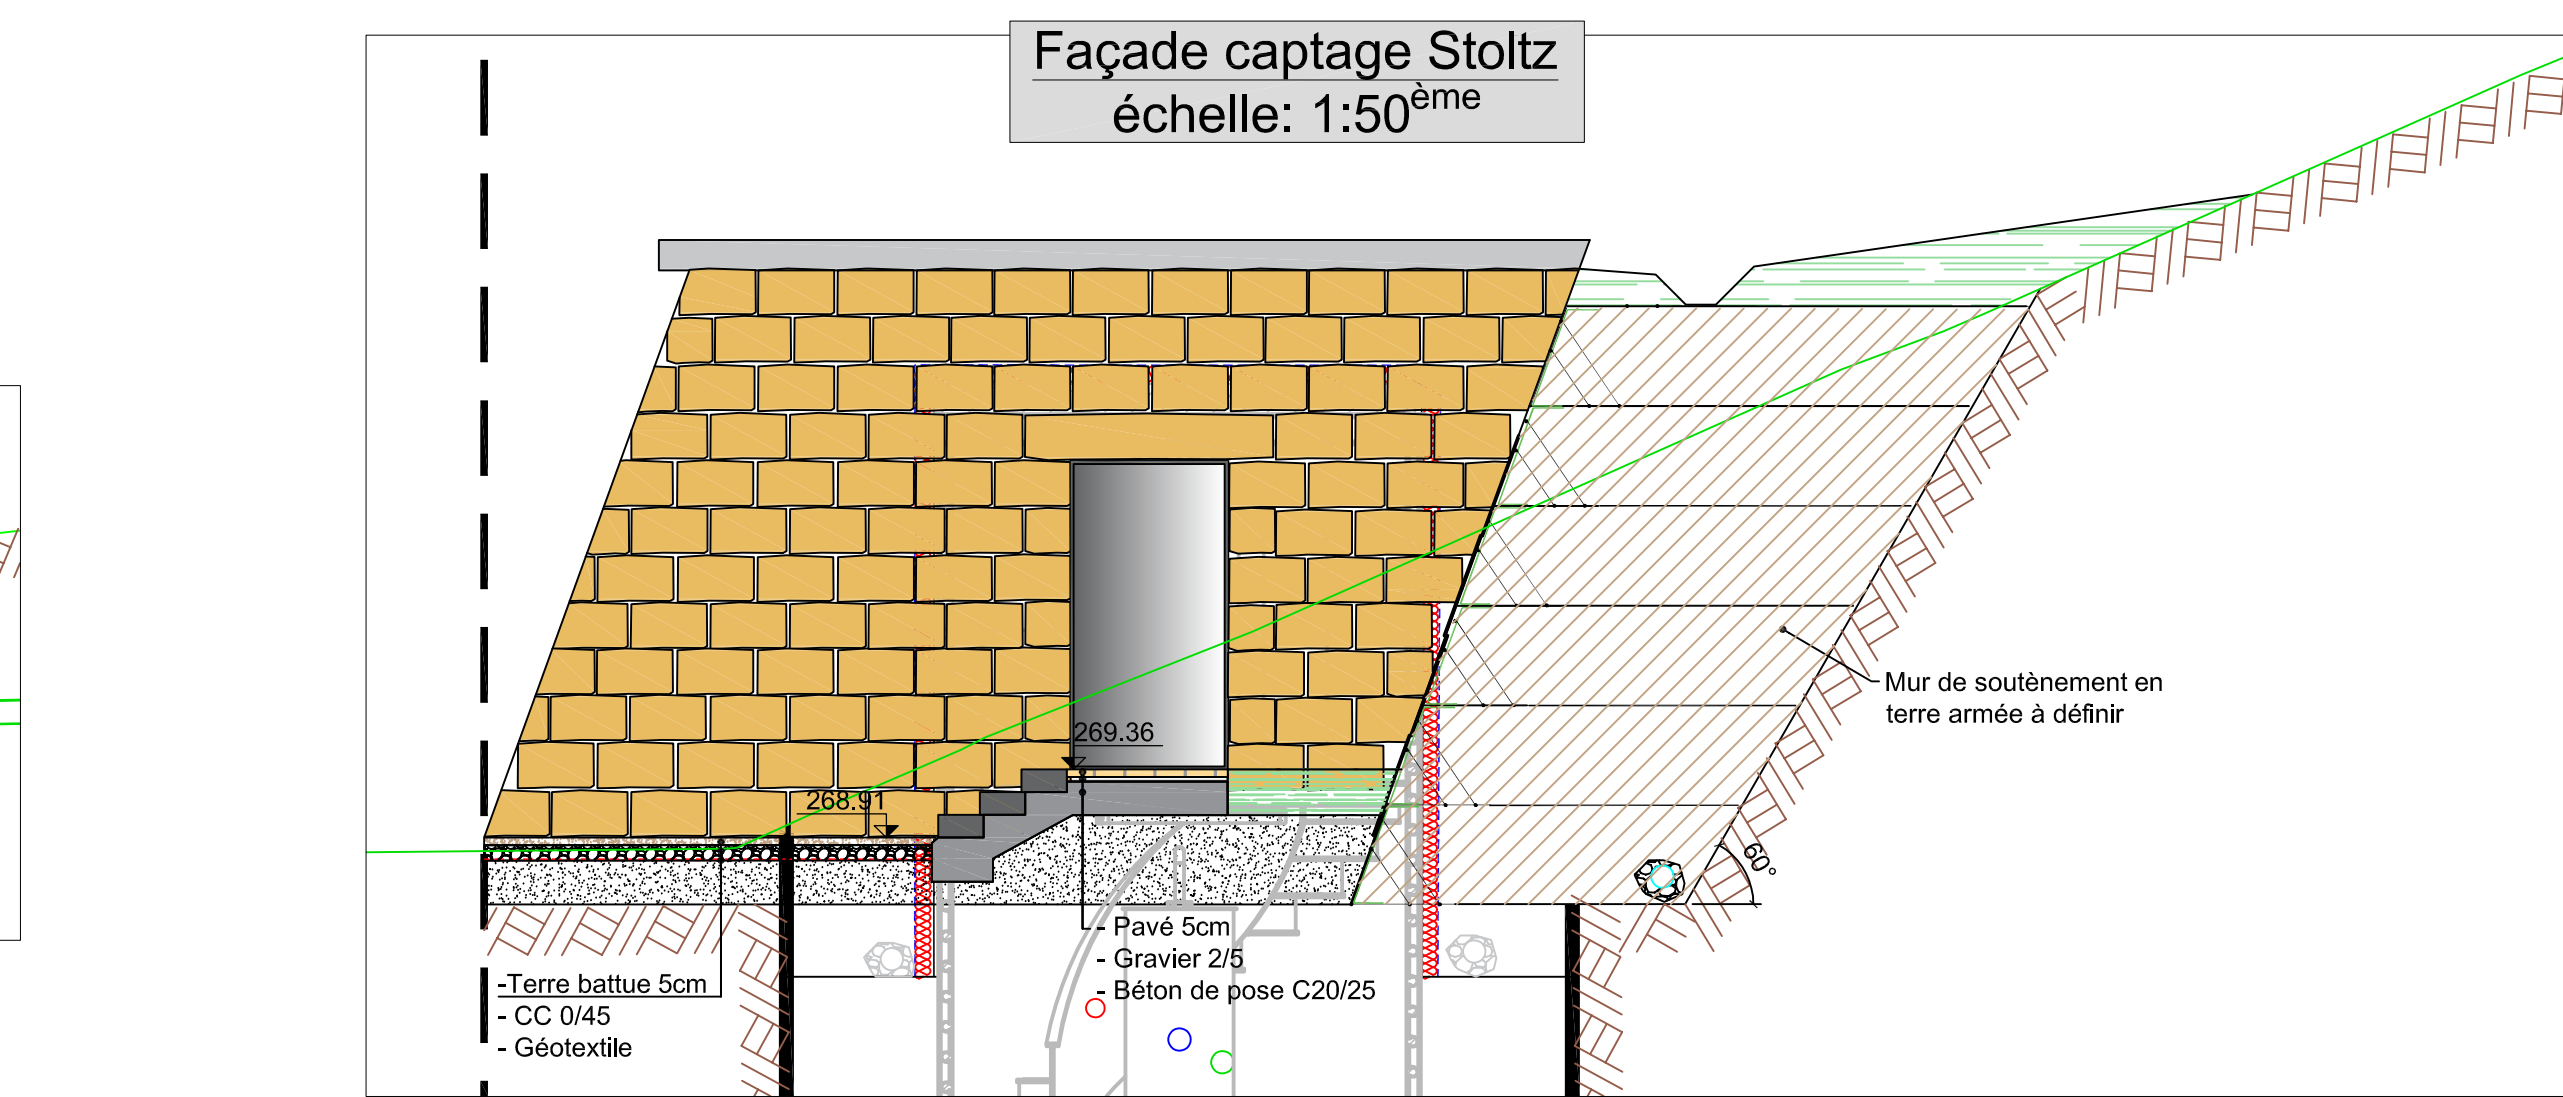 Façade captage Stoltz
échelle: 1:50ème
269.36
268.91
Mur de soutènement en
terre armée à définir
60°
- Pavé 5cm
- Gravier 2/5
- Béton de pose C20/25
-Terre battue 5cm
- CC 0/45
- Géotextile